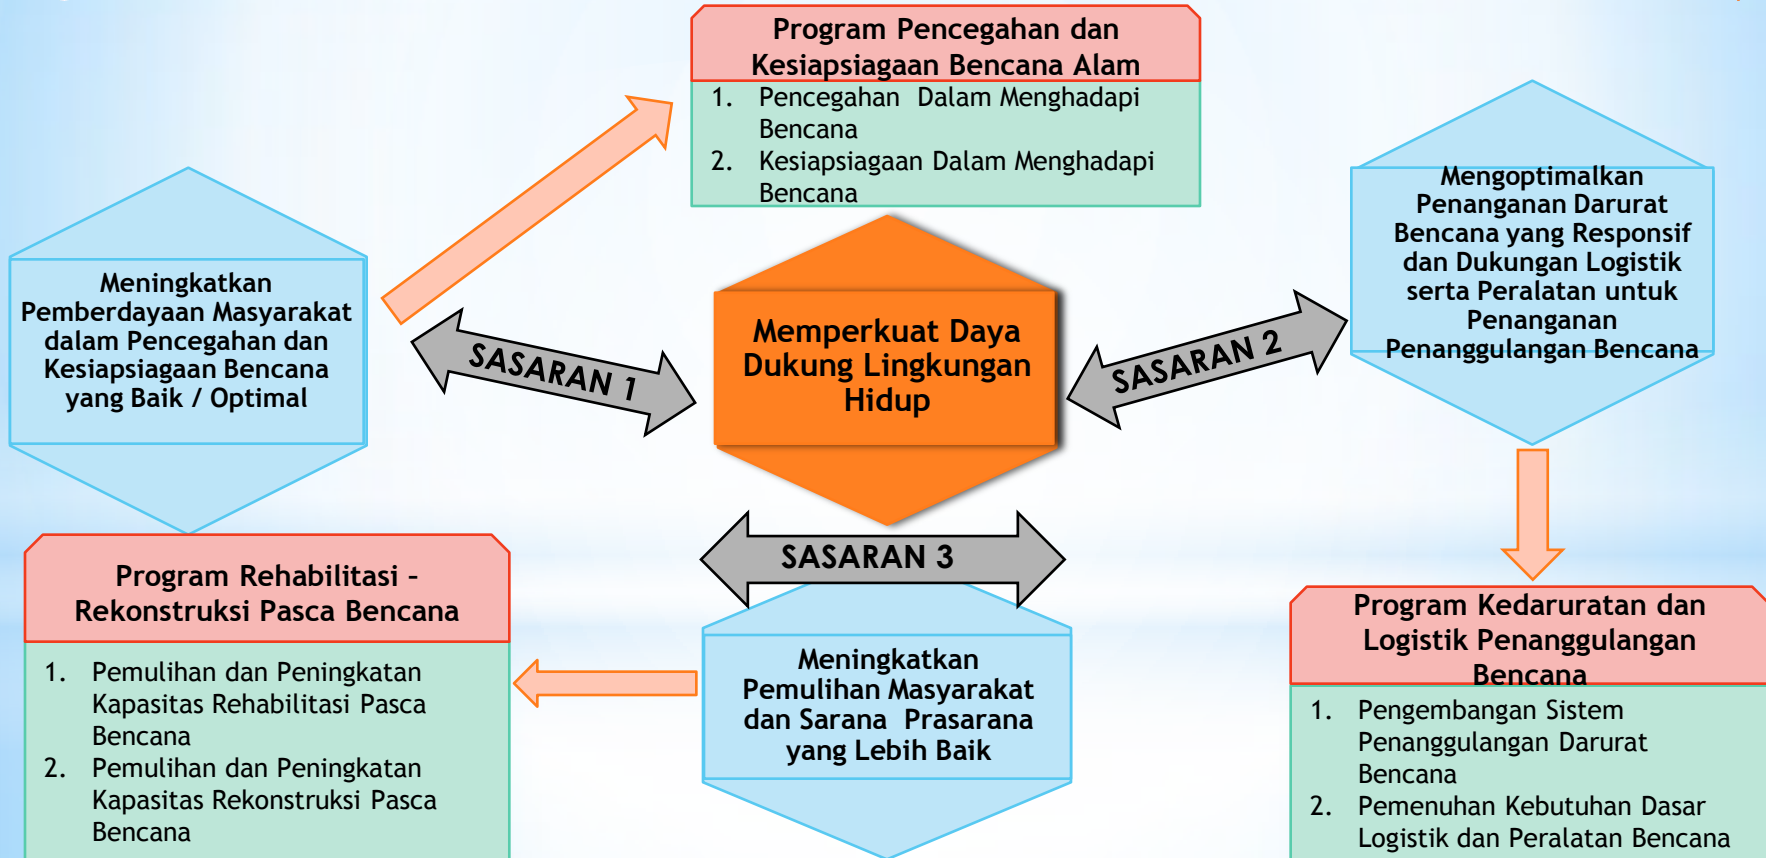 Program Pencegahan dan
Kesiapsiagaan Bencana Alam
1. Pencegahan Dalam Menghadapi
Bencana
2. Kesiapsiagaan Dalam Menghadapi
Bencana
Meningkatkan
Pemberdayaan Masyarakat
dalam Pencegahan dan
Kesiapsiagaan Bencana
yang Baik / Optimal
SASARAN 1
Memperkuat Daya
Dukung Lingkungan
Hidup
SASARAN 2
Mengoptimalkan
Penanganan Darurat
Bencana yang Responsif
dan Dukungan Logistik
serta Peralatan untuk
Penanganan
Penanggulangan Bencana
SASARAN 3
Program Rehabilitasi –
Rekonstruksi Pasca Bencana
1. Pemulihan dan Peningkatan
Kapasitas Rehabilitasi Pasca
Bencana
2. Pemulihan dan Peningkatan
Kapasitas Rekonstruksi Pasca
Bencana
Meningkatkan
Pemulihan Masyarakat
dan Sarana Prasarana
yang Lebih Baik
Program Kedaruratan dan
Logistik Penanggulangan
Bencana
1. Pengembangan Sistem
Penanggulangan Darurat
Bencana
2. Pemenuhan Kebutuhan Dasar
Logistik dan Peralatan Bencana